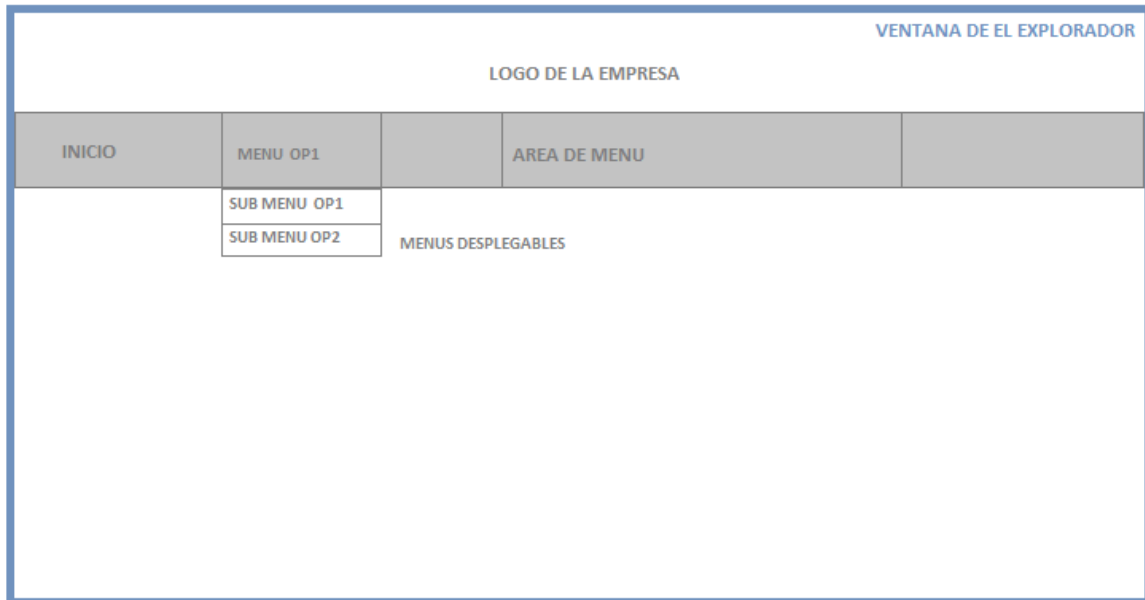 VENTANA DE EL EXPLORADOR
LOGO DE LA EMPRESA
INICIO
MENU OP1
AREA DE MENU
SUB MENU OP1
SUB MENU OP2
MENUS DESPLEGABLES